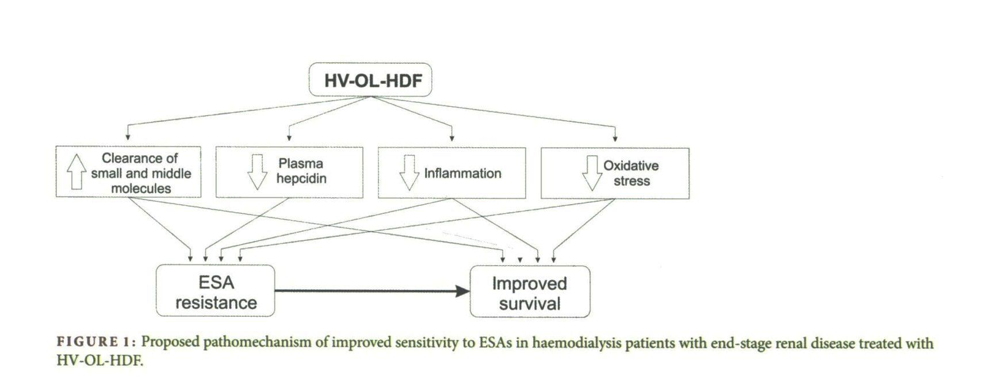 HV-OL-HDF
Clearance of
small and middle
molecules
Plasma
hepcidin
Inflammation
Oxidative
stress
ESA
resistance
Improved
survival
FIGURE 1: Proposed pathomechanism of improved sensitivity to ESAs in haemodialysis patients with end-stage renal disease treated with
HV-OL-HDF.